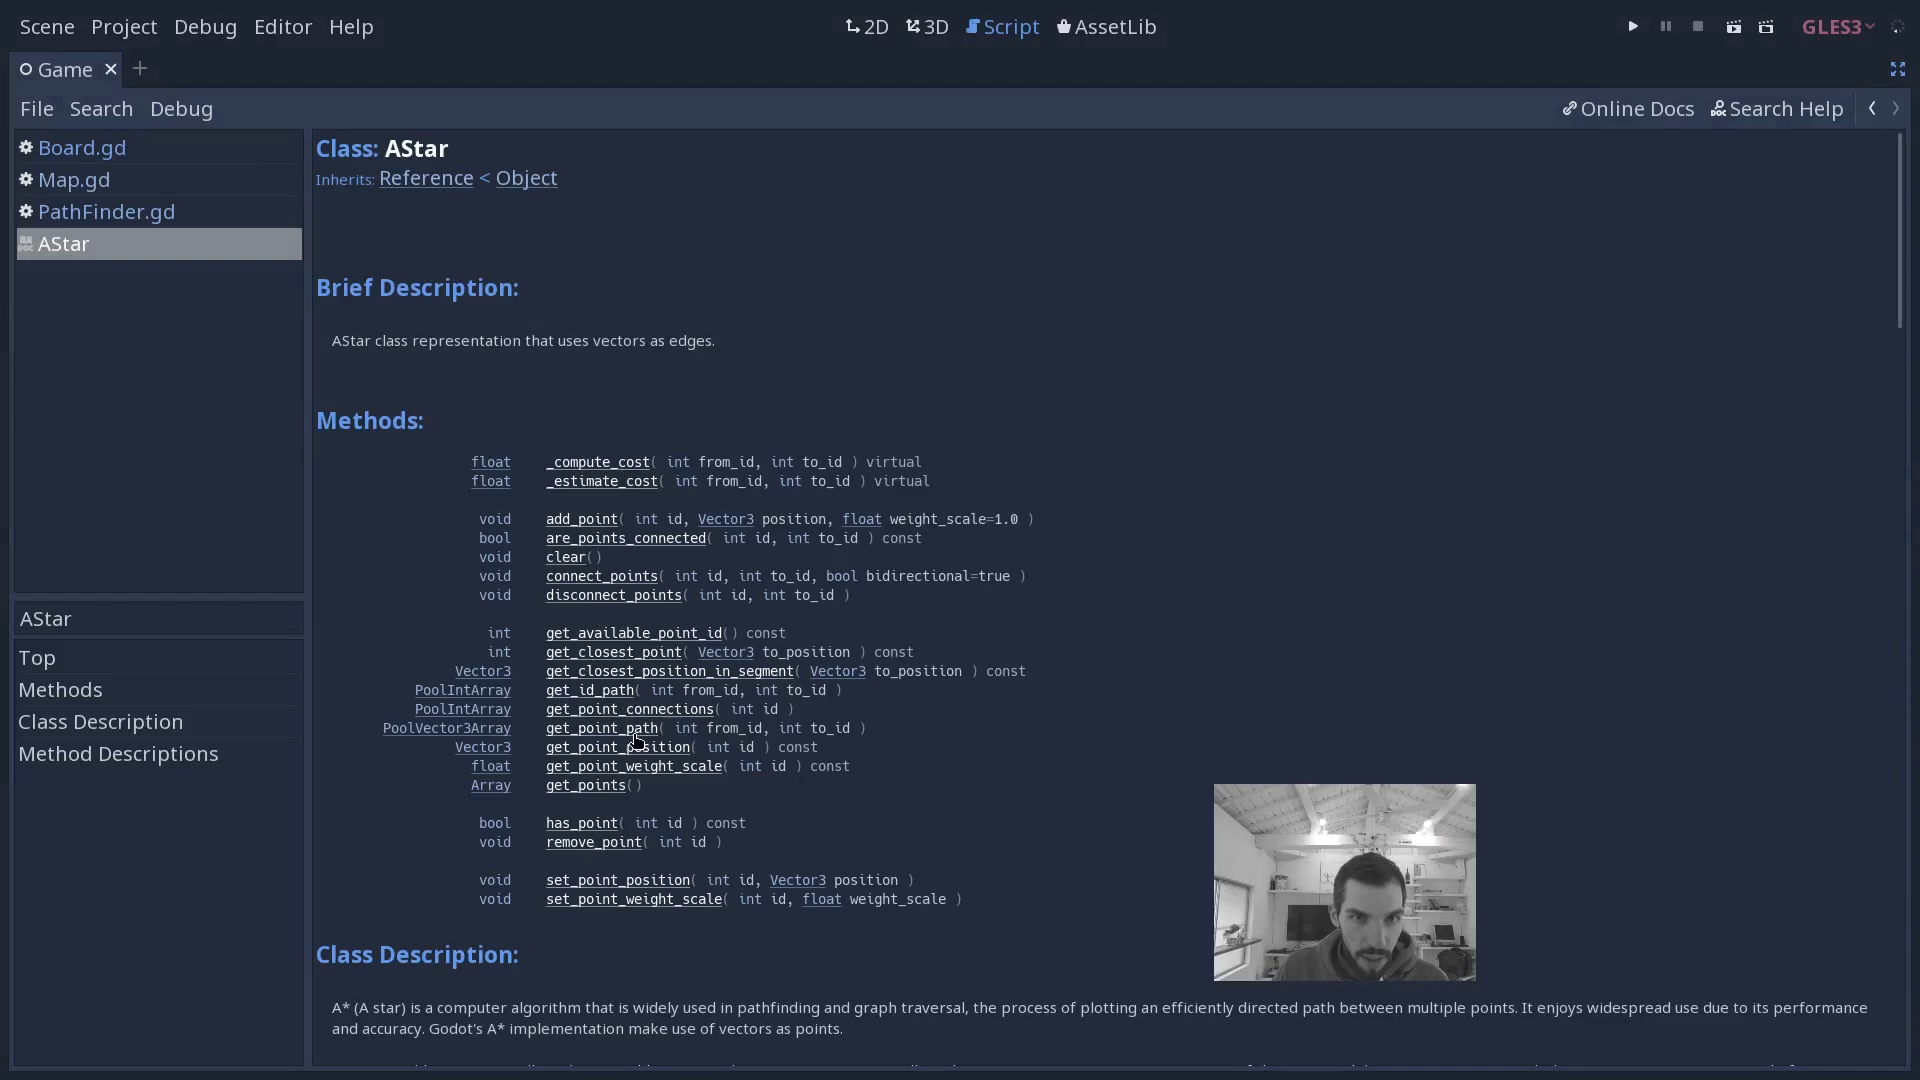 Scene Project Debug Editor Help
2D 3D Script AssetLib
GLES3
Game
File Search Debug
Online Docs Search Help
Board.gd
Map.gd
PathFinder.gd
AStar
AStar
Top
Methods
Class Description
Method Descriptions
Class: AStar
Inherits: Reference < Object
Brief Description:
AStar class representation that uses vectors as edges.
Methods:
float _compute_cost( int from_id, int to_id ) virtual
float _estimate_cost( int from_id, int to_id ) virtual
void add_point( int id, Vector3 position, float weight_scale=1.0 )
bool are_points_connected( int id, int to_id ) const
void clear()
void connect_points( int id, int to_id, bool bidirectional=true )
void disconnect_points( int id, int to_id )
int get_available_point_id() const
int get_closest_point( Vector3 to_position ) const
Vector3 get_closest_position_in_segment( Vector3 to_position ) const
PoolIntArray get_id_path( int from_id, int to_id )
PoolIntArray get_point_connections( int id )
PoolVector3Array get_point_path( int from_id, int to_id )
Vector3 get_point_position( int id ) const
float get_point_weight_scale( int id ) const
Array get_points()
bool has_point( int id ) const
void remove_point( int id )
void set_point_position( int id, Vector3 position )
void set_point_weight_scale( int id, float weight_scale )
Class Description:
A* (A star) is a computer algorithm that is widely used in pathfinding and graph traversal, the process of plotting an efficiently directed path between multiple points. It enjoys widespread use due to its performance
and accuracy. Godot's A* implementation make use of vectors as points.